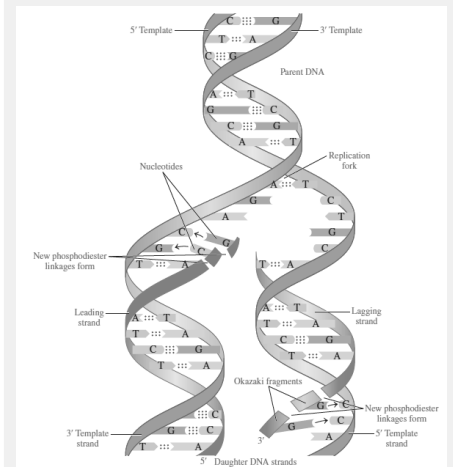 C G
5′ Template
3′ Template
T A
C G
Parent DNA
A T
G C
C G
A T
Replication
fork
Nucleotides
A T
G C
A T
C G G
G C C
New phosphodiester
linkages form
T A T A
Leading
strand
A T A T
Lagging
strand
T A T A
C G C G
T A T A
Okazaki fragments
G C
New phosphodiester
linkages form
C
G C
G C
3′ Template
strand
3′
5′ Template
strand
A
T A
5′ Daughter DNA strands